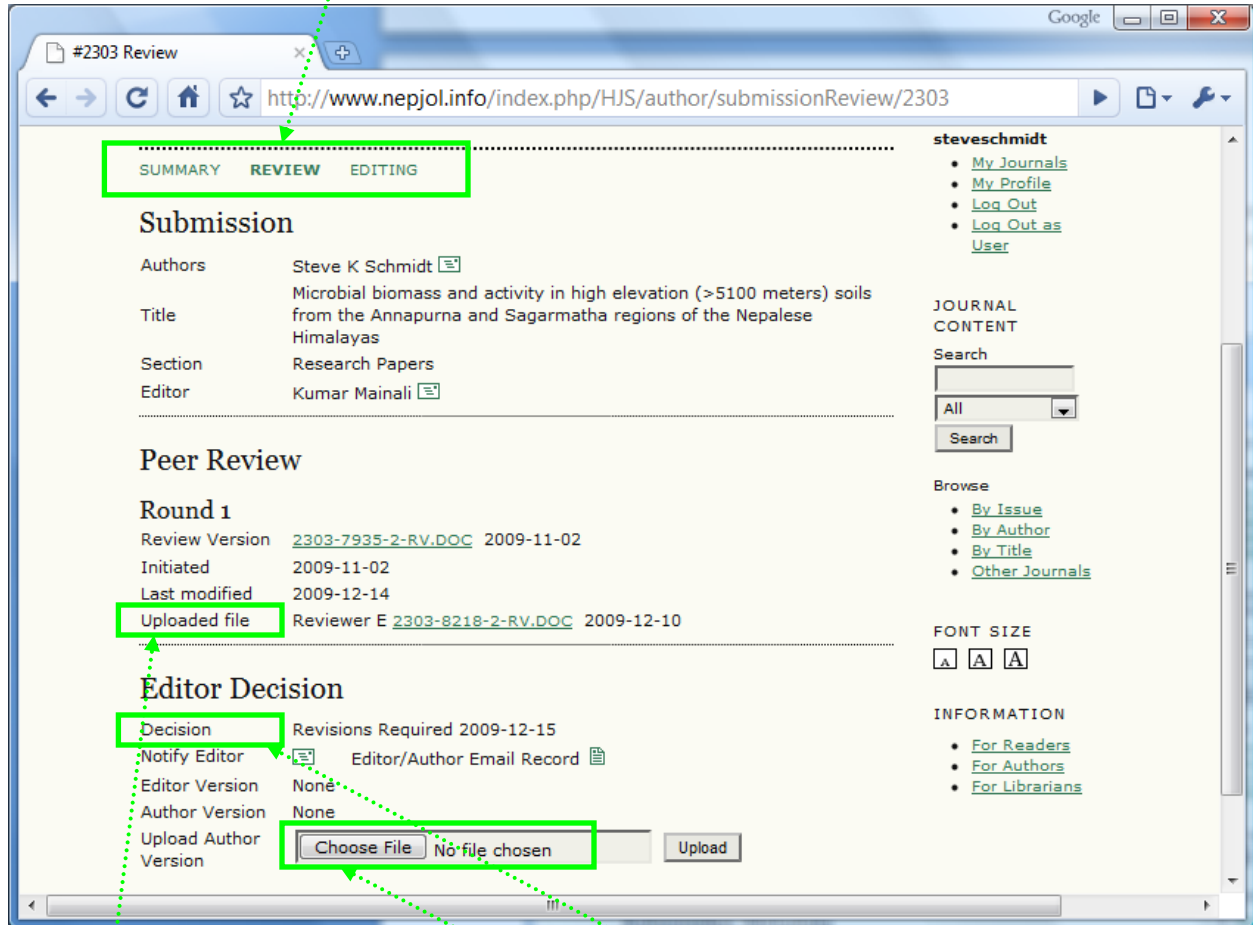 Google
#2303 Review
http://www.nepjol.info/index.php/HJS/author/submissionReview/2303
SUMMARY REVIEW EDITING
Submission
Authors Steve K Schmidt
Title Microbial biomass and activity in high elevation (>5100 meters) soils
from the Annapurna and Sagarmatha regions of the Nepalese
Himalayas
Section Research Papers
Editor Kumar Mainali
Peer Review
Round 1
Review Version 2303-7935-2-RV.DOC 2009-11-02
Initiated 2009-11-02
Last modified 2009-12-14
Uploaded file Reviewer E 2303-8218-2-RV.DOC 2009-12-10
Editor Decision
Decision Revisions Required 2009-12-15
Notify Editor Editor/Author Email Record
Editor Version None
Author Version None
Upload Author
Version Choose File No file chosen Upload
steveschmidt
My Journals
My Profile
Log Out
Log Out as
User
JOURNAL
CONTENT
Search
All
Search
Browse
By Issue
By Author
By Title
Other Journals
FONT SIZE
A A A
INFORMATION
For Readers
For Authors
For Librarians